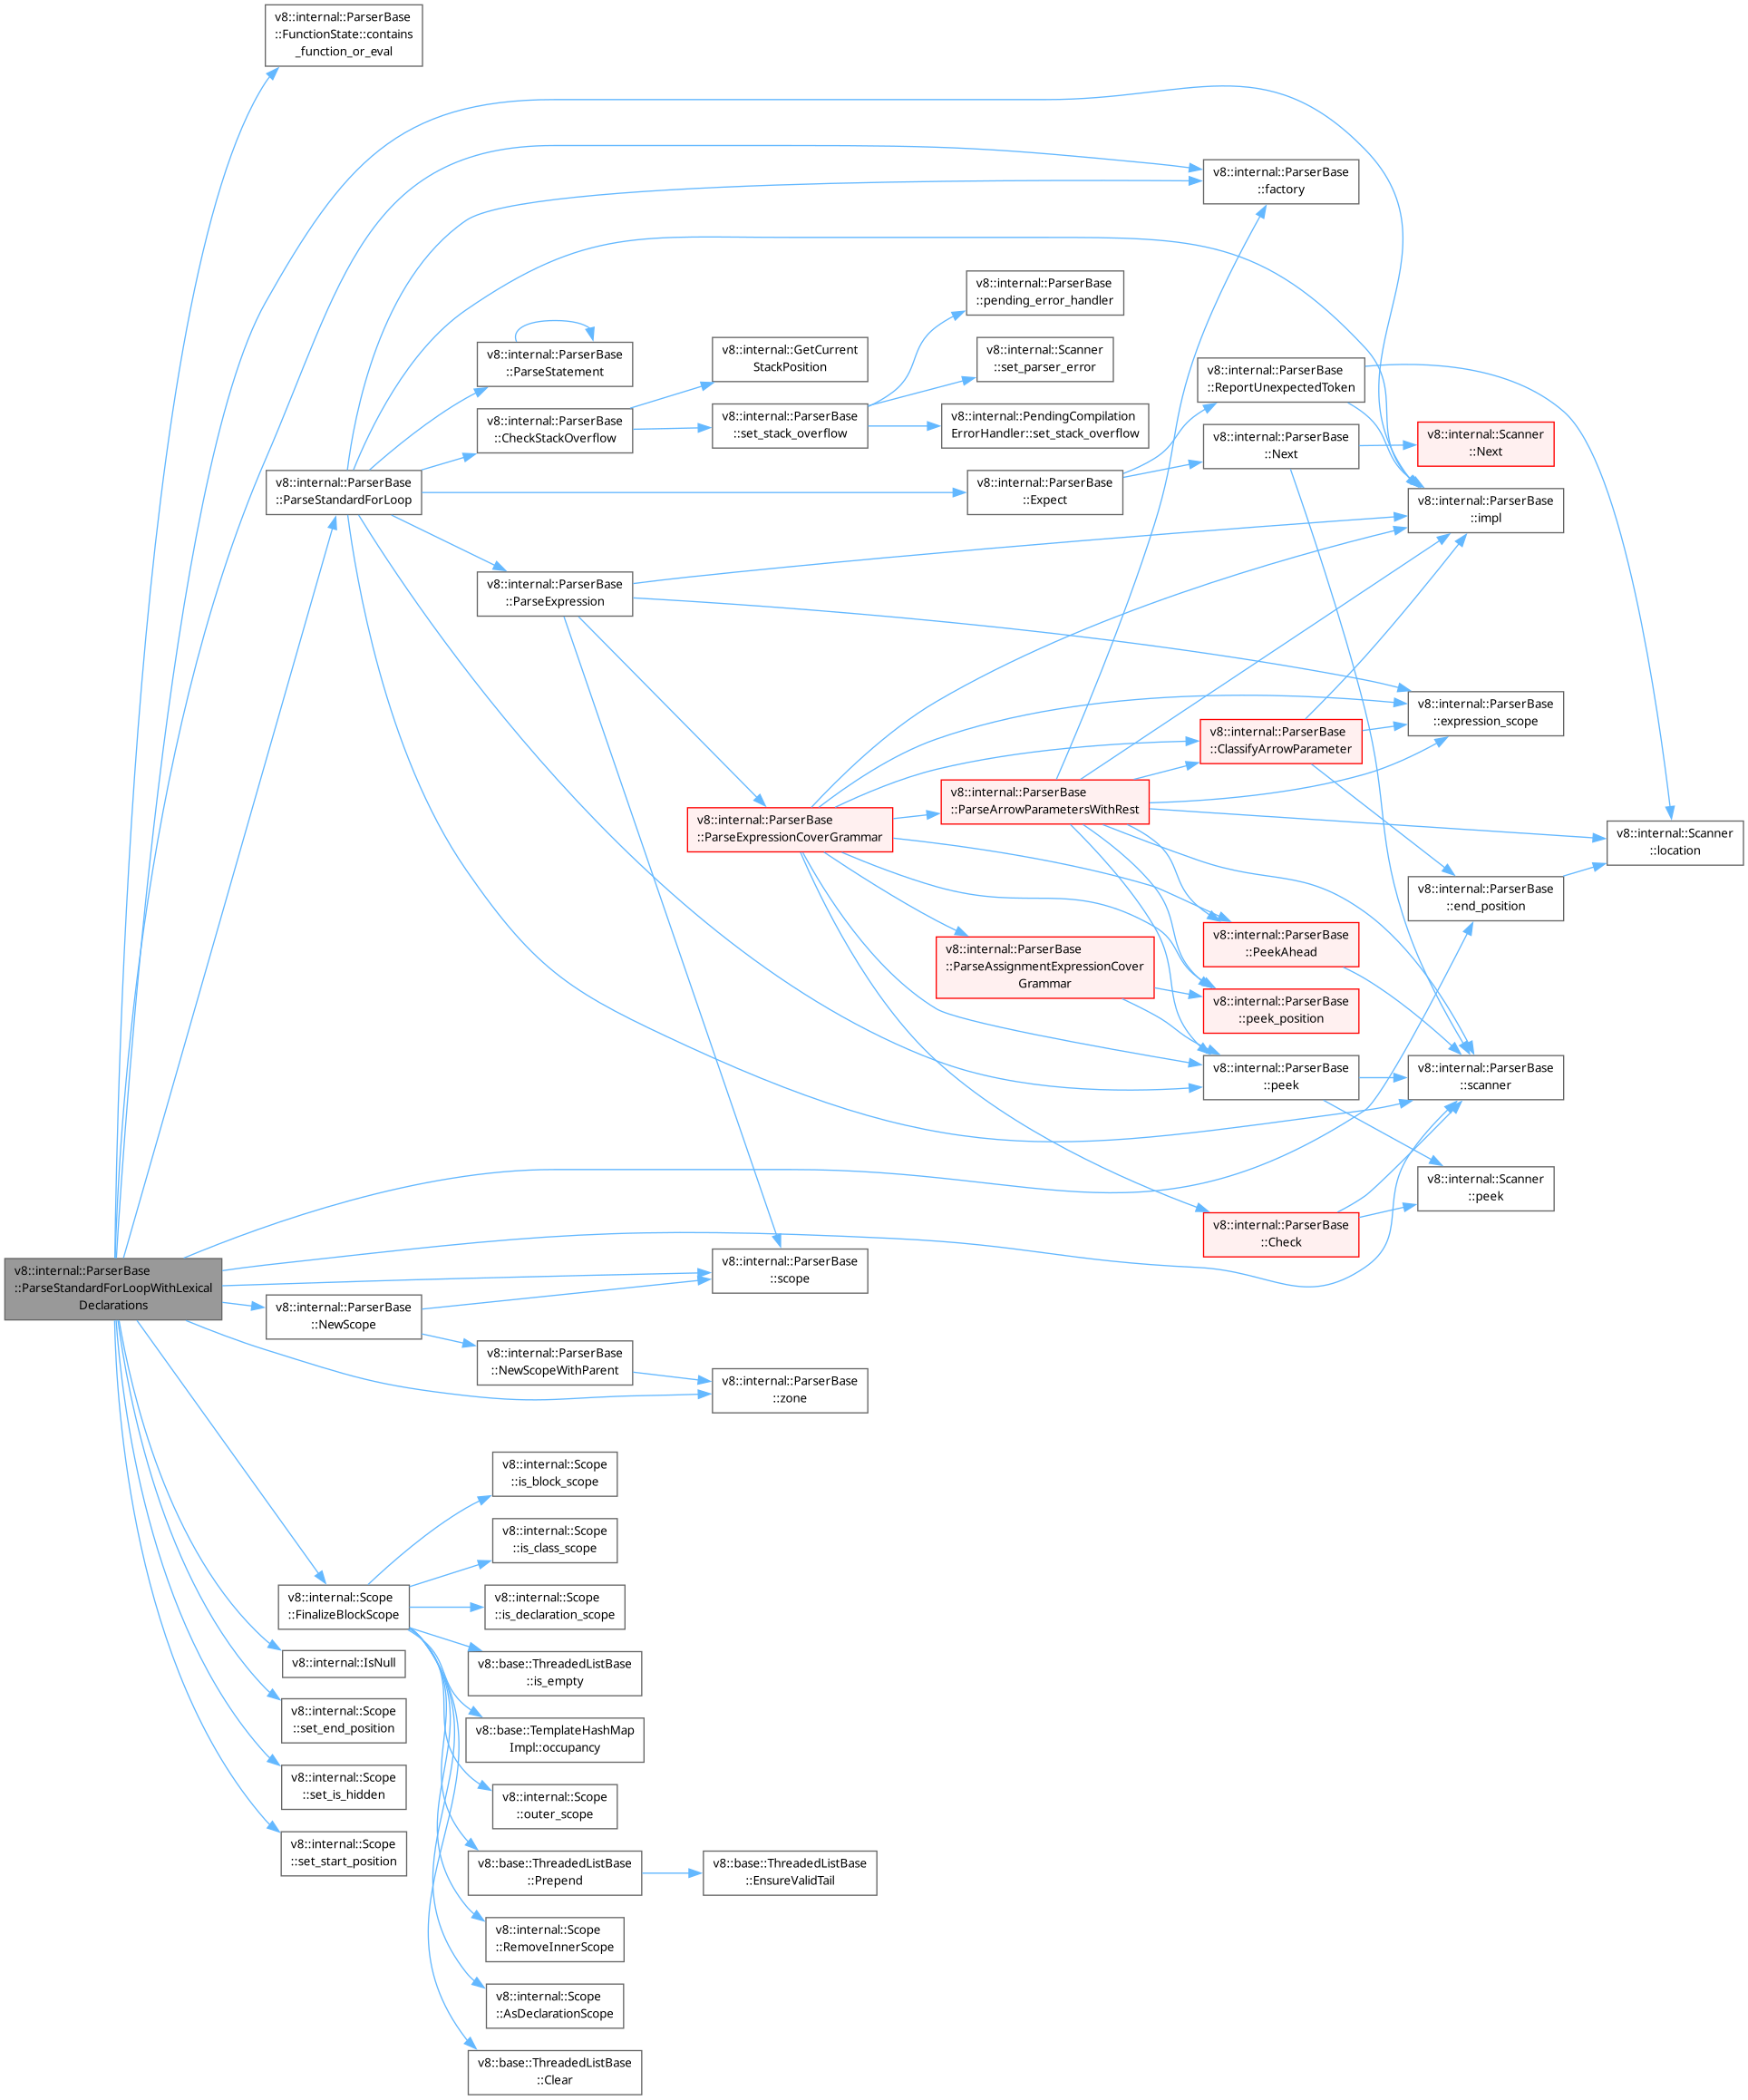 v8::internal::ParserBase
::FunctionState::contains
_function_or_eval
v8::internal::ParserBase
::factory
v8::internal::ParserBase
::pending_error_handler
v8::internal::ParserBase
::ParseStatement
v8::internal::GetCurrent
StackPosition
v8::internal::Scanner
::set_parser_error
v8::internal::ParserBase
::ReportUnexpectedToken
v8::internal::ParserBase
::CheckStackOverflow
v8::internal::ParserBase
::set_stack_overflow
v8::internal::PendingCompilation
ErrorHandler::set_stack_overflow
v8::internal::ParserBase
::Next
v8::internal::Scanner
::Next
v8::internal::ParserBase
::ParseStandardForLoop
v8::internal::ParserBase
::Expect
v8::internal::ParserBase
::impl
v8::internal::ParserBase
::ParseExpression
v8::internal::ParserBase
::expression_scope
v8::internal::ParserBase
::ClassifyArrowParameter
v8::internal::ParserBase
::ParseArrowParametersWithRest
v8::internal::ParserBase
::ParseExpressionCoverGrammar
v8::internal::Scanner
::location
v8::internal::ParserBase
::end_position
v8::internal::ParserBase
::PeekAhead
v8::internal::ParserBase
::ParseAssignmentExpressionCover
Grammar
v8::internal::ParserBase
::peek_position
v8::internal::ParserBase
::peek
v8::internal::ParserBase
::scanner
v8::internal::Scanner
::peek
v8::internal::ParserBase
::Check
v8::internal::ParserBase
::ParseStandardForLoopWithLexical
Declarations
v8::internal::ParserBase
::scope
v8::internal::ParserBase
::NewScope
v8::internal::ParserBase
::NewScopeWithParent
v8::internal::ParserBase
::zone
v8::internal::Scope
::is_block_scope
v8::internal::Scope
::is_class_scope
v8::internal::Scope
::FinalizeBlockScope
v8::internal::Scope
::is_declaration_scope
v8::internal::IsNull
v8::base::ThreadedListBase
::is_empty
v8::internal::Scope
::set_end_position
v8::base::TemplateHashMap
Impl::occupancy
v8::internal::Scope
::set_is_hidden
v8::internal::Scope
::outer_scope
v8::internal::Scope
::set_start_position
v8::base::ThreadedListBase
::Prepend
v8::base::ThreadedListBase
::EnsureValidTail
v8::internal::Scope
::RemoveInnerScope
v8::internal::Scope
::AsDeclarationScope
v8::base::ThreadedListBase
::Clear